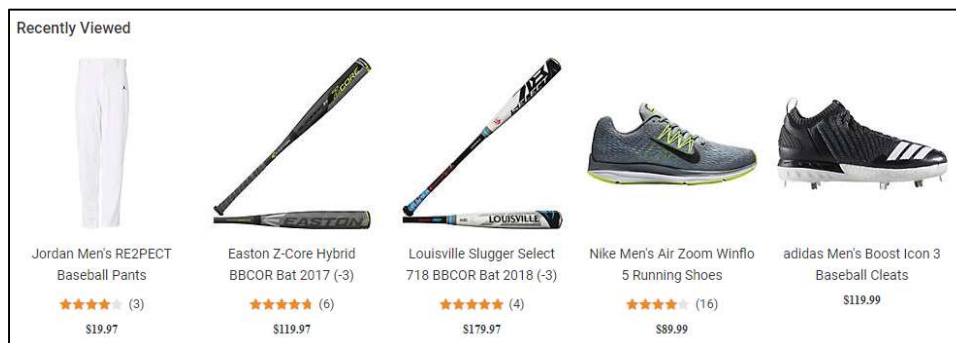 Recently Viewed
Z-CORE
EASTON
SELECT
LOUISVILLE
Jordan Men's RE2PECT
Baseball Pants
(3)
$19.97
Easton Z-Core Hybrid
BBCOR Bat 2017 (-3)
(6)
$119.97
Louisville Slugger Select
718 BBCOR Bat 2018 (-3)
(4)
$179.97
Nike Men's Air Zoom Winflo
5 Running Shoes
(16)
$89.99
adidas Men's Boost Icon 3
Baseball Cleats
$119.99